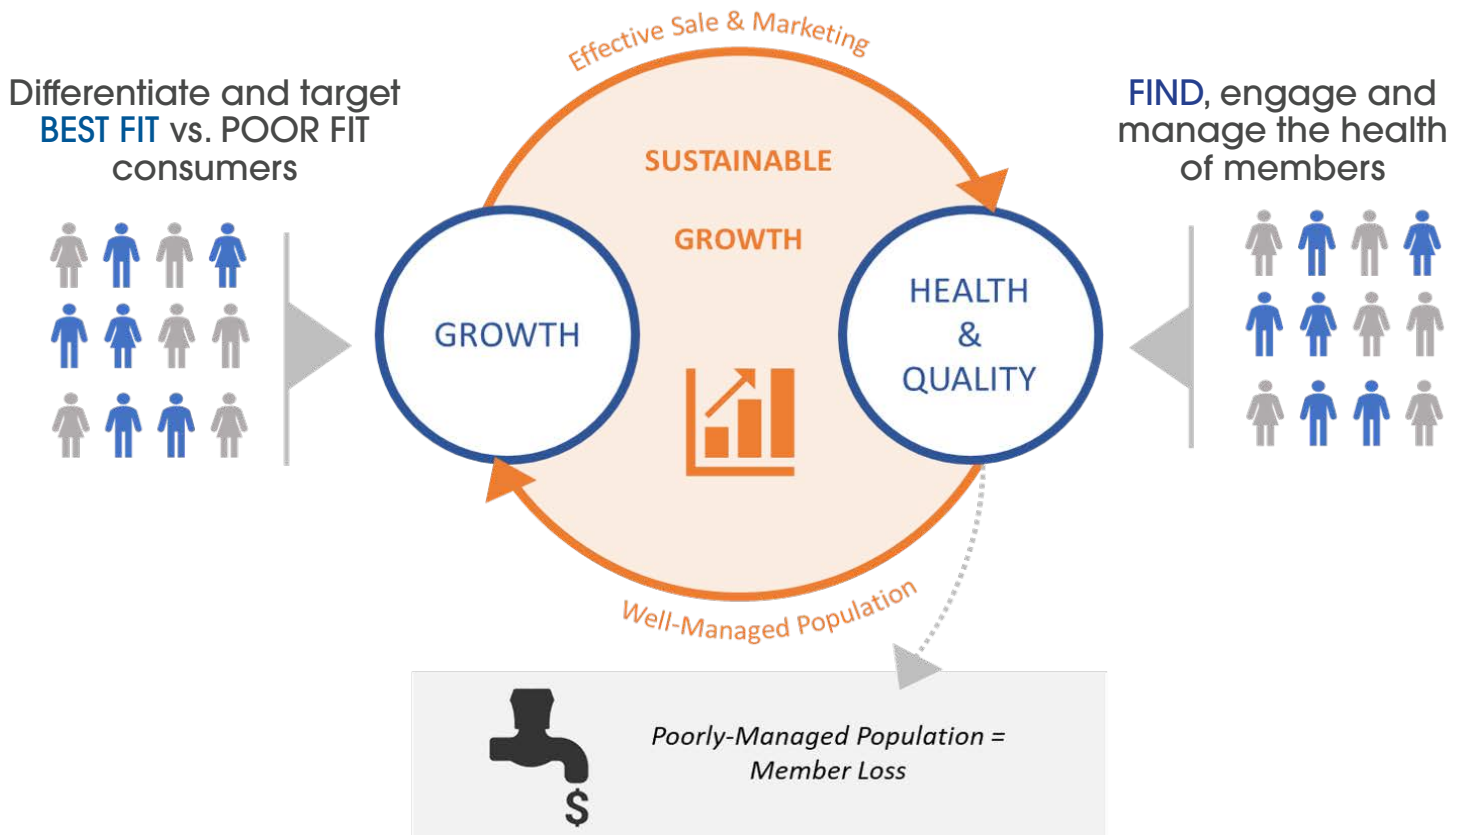 Effective Sale & Marketing
Differentiate and target
BEST FIT vs. POOR FIT
consumers
FIND, engage and
manage the health
of members
SUSTAINABLE
GROWTH
GROWTH
HEALTH
&
QUALITY
Well-Managed Population
Poorly-Managed Population =
Member Loss
$